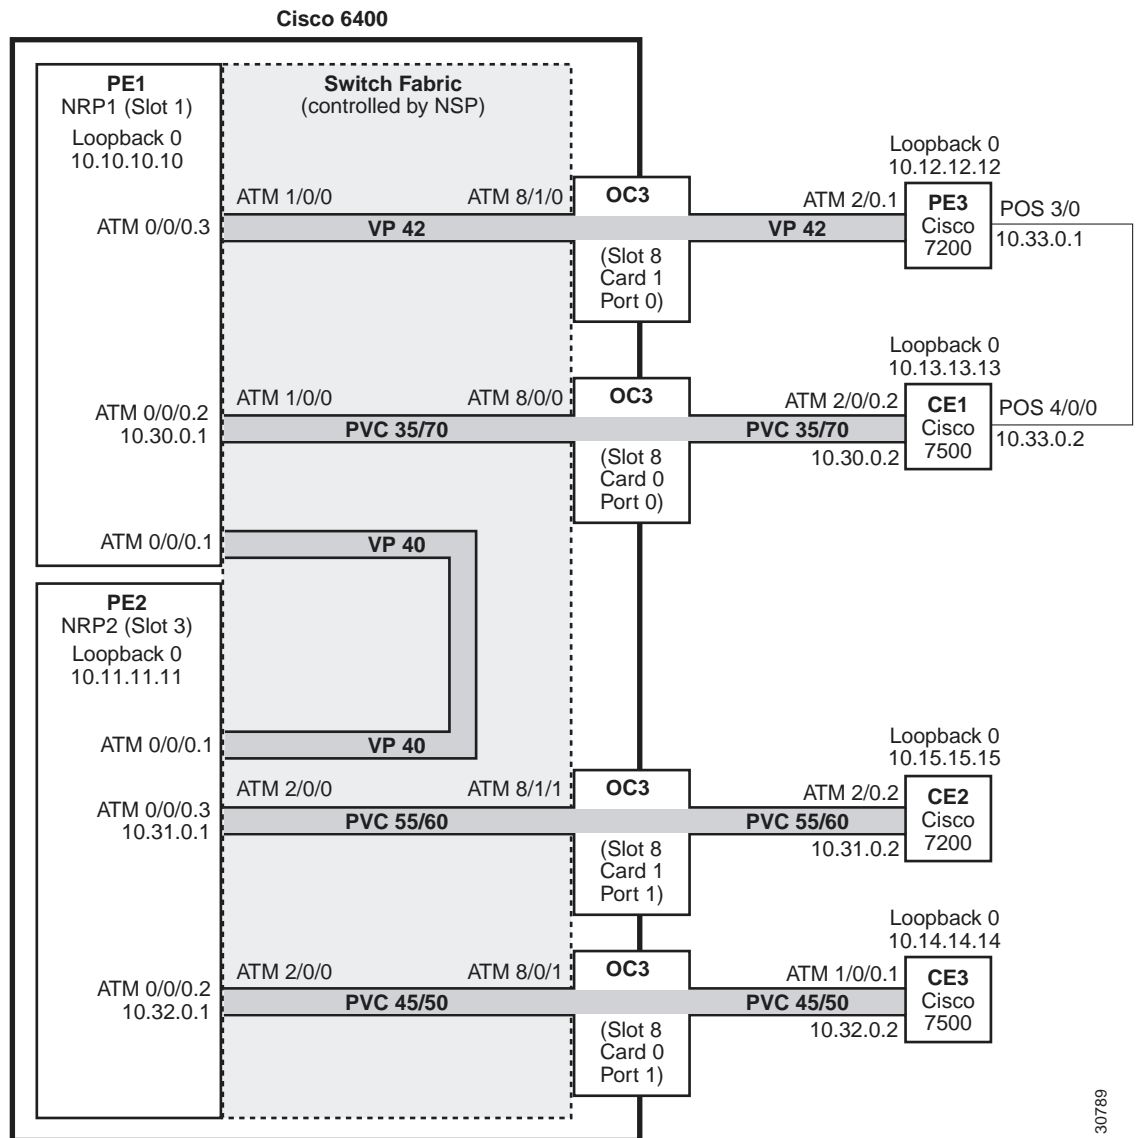 Cisco 6400
PE1
NRP1 (Slot 1)
Loopback 0
10.10.10.10
Switch Fabric
(controlled by NSP)
ATM 0/0/0.3
ATM 1/0/0
ATM 8/1/0
VP 42
OC3
(Slot 8
Card 1
Port 0)
ATM 2/0.1
VP 42
Loopback 0
10.12.12.12
PE3
Cisco
7200
POS 3/0
10.33.0.1
ATM 0/0/0.2
10.30.0.1
ATM 1/0/0
ATM 8/0/0
PVC 35/70
OC3
(Slot 8
Card 0
Port 0)
ATM 2/0/0.2
PVC 35/70
10.30.0.2
Loopback 0
10.13.13.13
CE1
Cisco
7500
POS 4/0/0
10.33.0.2
ATM 0/0/0.1
VP 40
PE2
NRP2 (Slot 3)
Loopback 0
10.11.11.11
ATM 0/0/0.1
VP 40
ATM 0/0/0.3
10.31.0.1
ATM 2/0/0
ATM 8/1/1
PVC 55/60
OC3
(Slot 8
Card 1
Port 1)
ATM 2/0.2
PVC 55/60
10.31.0.2
Loopback 0
10.15.15.15
CE2
Cisco
7200
ATM 0/0/0.2
10.32.0.1
ATM 2/0/0
ATM 8/0/1
PVC 45/50
OC3
(Slot 8
Card 0
Port 1)
ATM 1/0/0.1
PVC 45/50
10.32.0.2
Loopback 0
10.14.14.14
CE3
Cisco
7500
30789